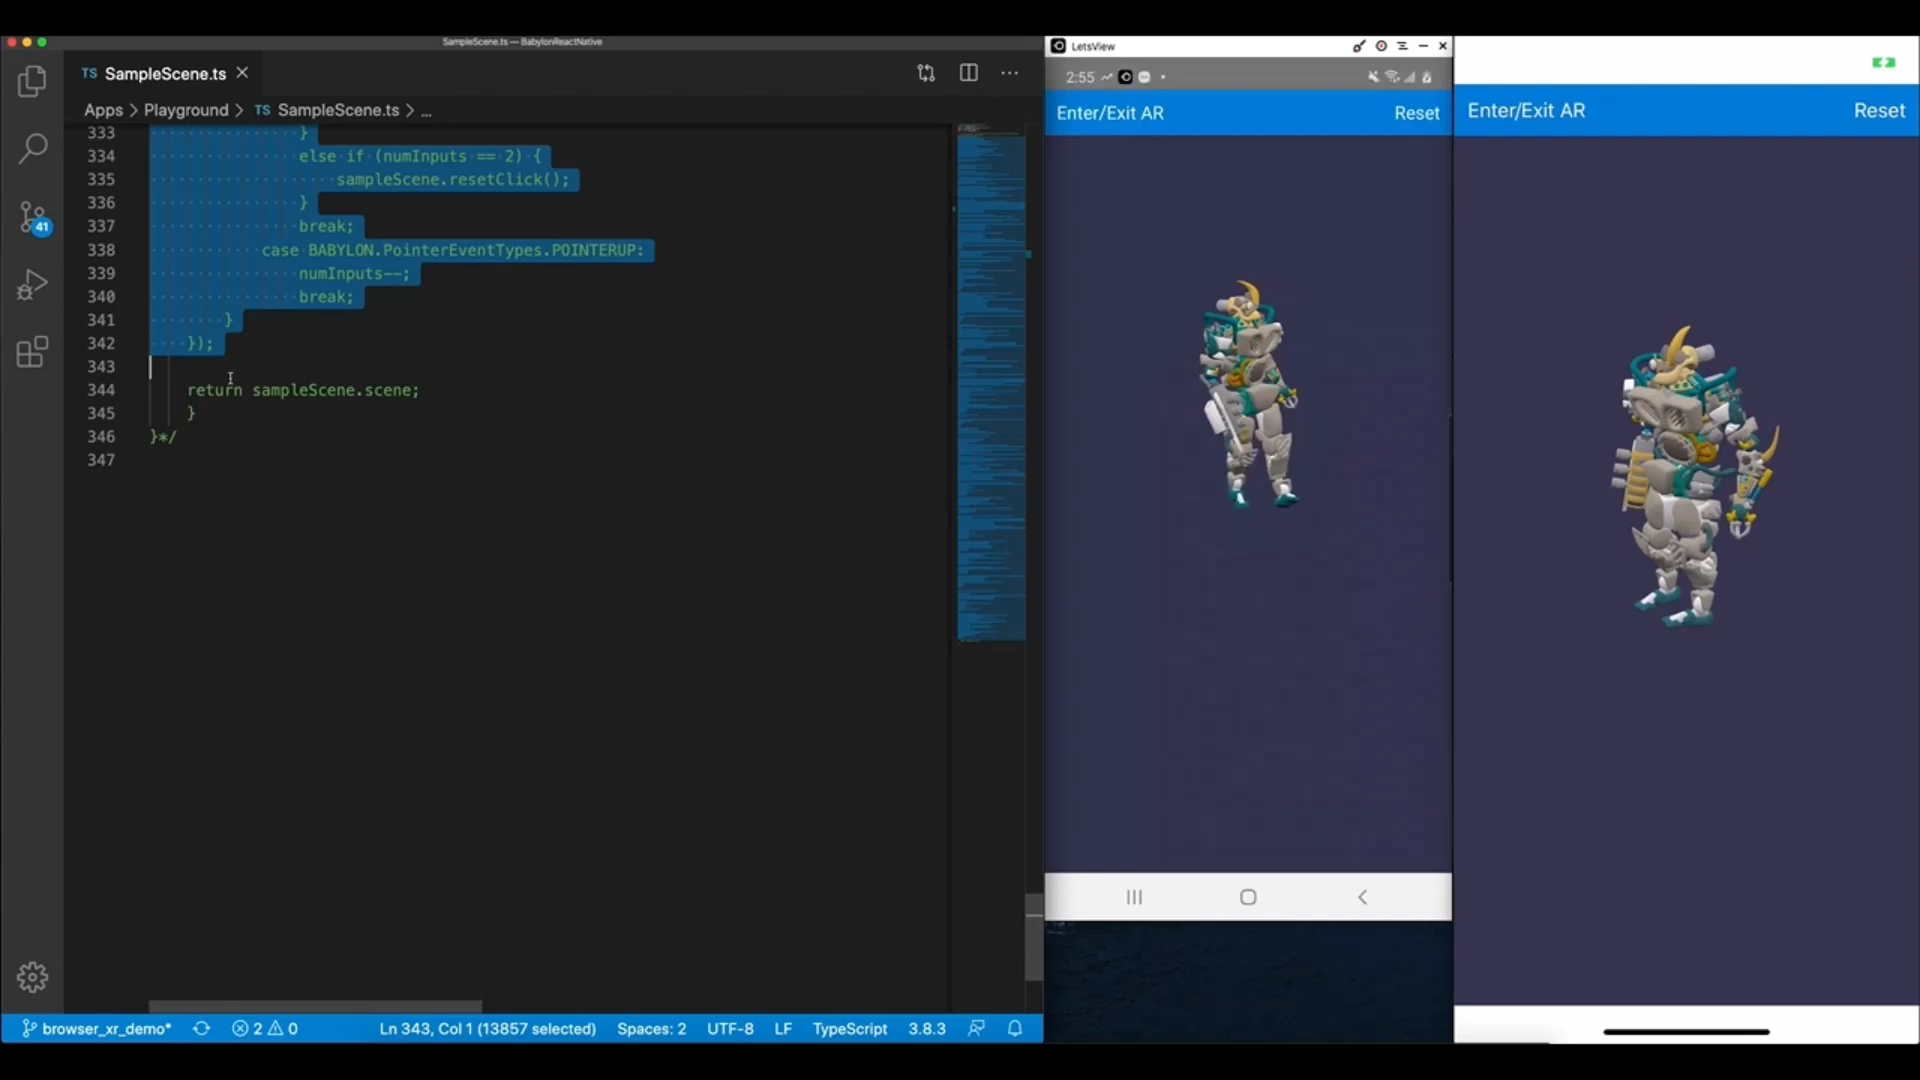 SampleScene.ts — BabylonReactNative
TS SampleScene.ts
Apps > Playground > TS SampleScene.ts > ...
333 }
334 else if (numInputs == 2) {
335 sampleScene.resetClick();
336 }
337 break;
338 case BABYLON.PointerEventTypes.POINTERUP:
339 numInputs--;
340 break;
341 }
342 });
343
344 return sampleScene.scene;
345 }
346 }*/
347
41
browser_xr_demo* 2 0 Ln 343, Col 1 (13857 selected) Spaces: 2 UTF-8 LF TypeScript 3.8.3
LetsView
2:55
Enter/Exit AR Reset
Enter/Exit AR Reset